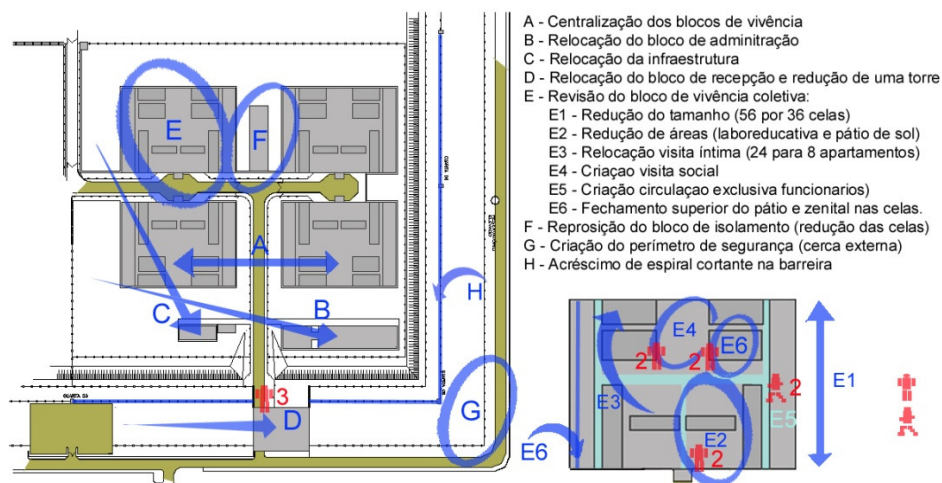 A - Centralização dos blocos de vivência
B - Relocação do bloco de adminitração
C - Relocação da infraestrutura
D - Relocação do bloco de recepção e redução de uma torre
E - Revisão do bloco de vivência coletiva:
E1 - Redução do tamanho (56 por 36 celas)
E2 - Redução de áreas (laboreducativa e pátio de sol)
E3 - Relocação visita íntima (24 para 8 apartamentos)
E4 - Criaçao visita social
E5 - Criação circulaçao exclusiva funcionarios)
E6 - Fechamento superior do pátio e zenital nas celas.
F - Reprosição do bloco de isolamento (redução das celas)
G - Criação do perímetro de segurança (cerca externa)
H - Acréscimo de espiral cortante na barreira
E
F
A
H
C
B
3
D
G
E4
E6
2
2
E3
2
E5
E1
E2
2
E6